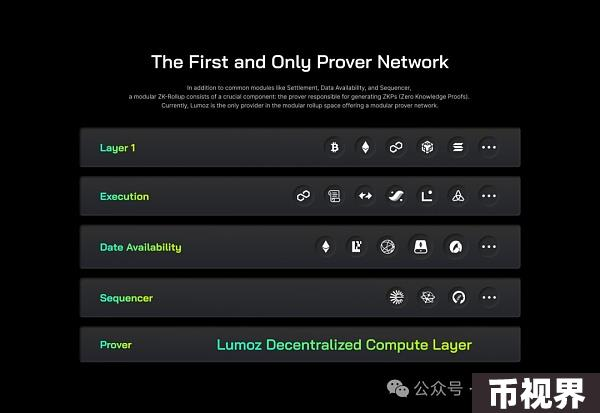 The First and Only Prover Network
In addition to common modules like Settlement, Data Availability, and Sequencer,
a modular ZK-Rollup consists of a crucial component: the prover responsible for generating ZKPs (Zero Knowledge Proofs).
Currently, Lumoz is the only provider in the modular rollup space offering a modular prover network.
Layer 1
Execution
Date Availability
Sequencer
Prover
Lumoz Decentralized Compute Layer
公众号 ·
币视界